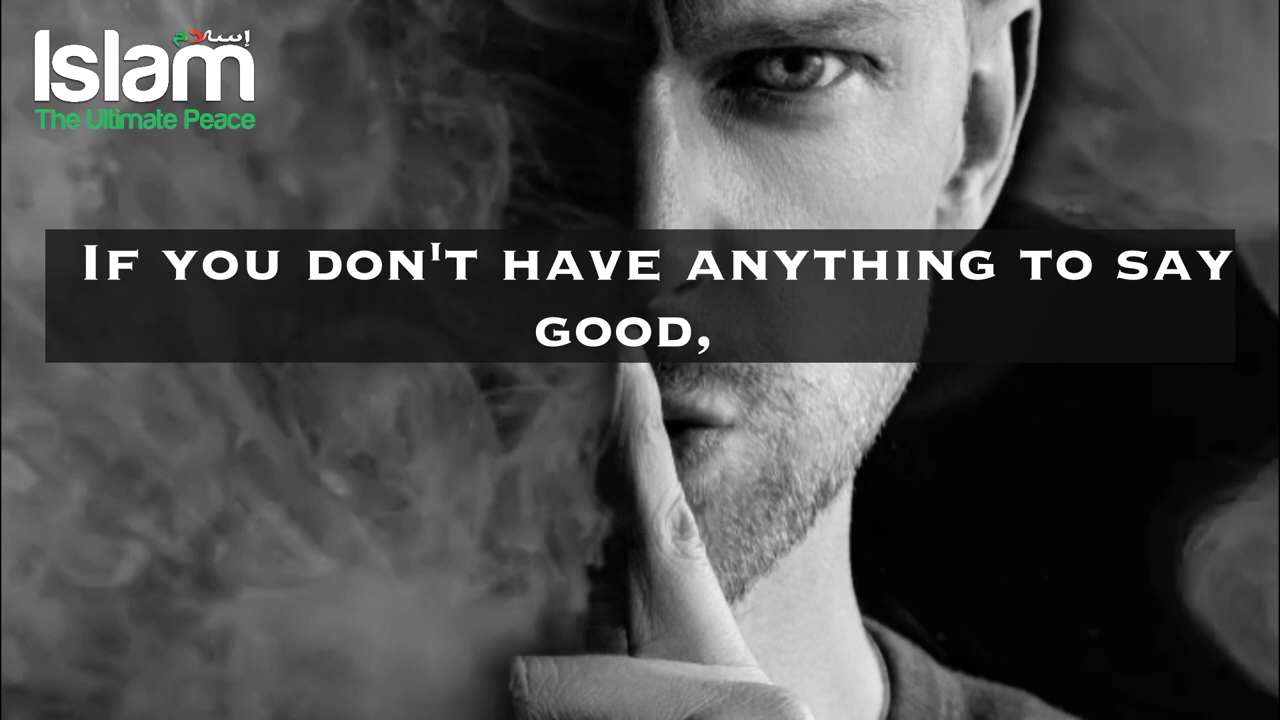 إسلام
Islam
The Ultimate Peace
If you don't have anything to say
good,